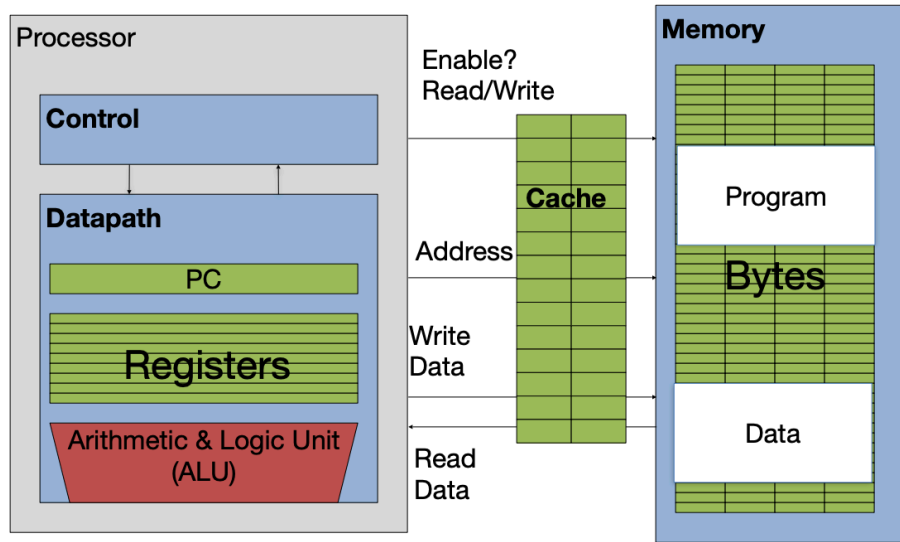 Processor
Control
Datapath
PC
Registers
Arithmetic & Logic Unit
(ALU)
Enable?
Read/Write
Address
Write
Data
Read
Data
Cache
Memory
Program
Bytes
Data